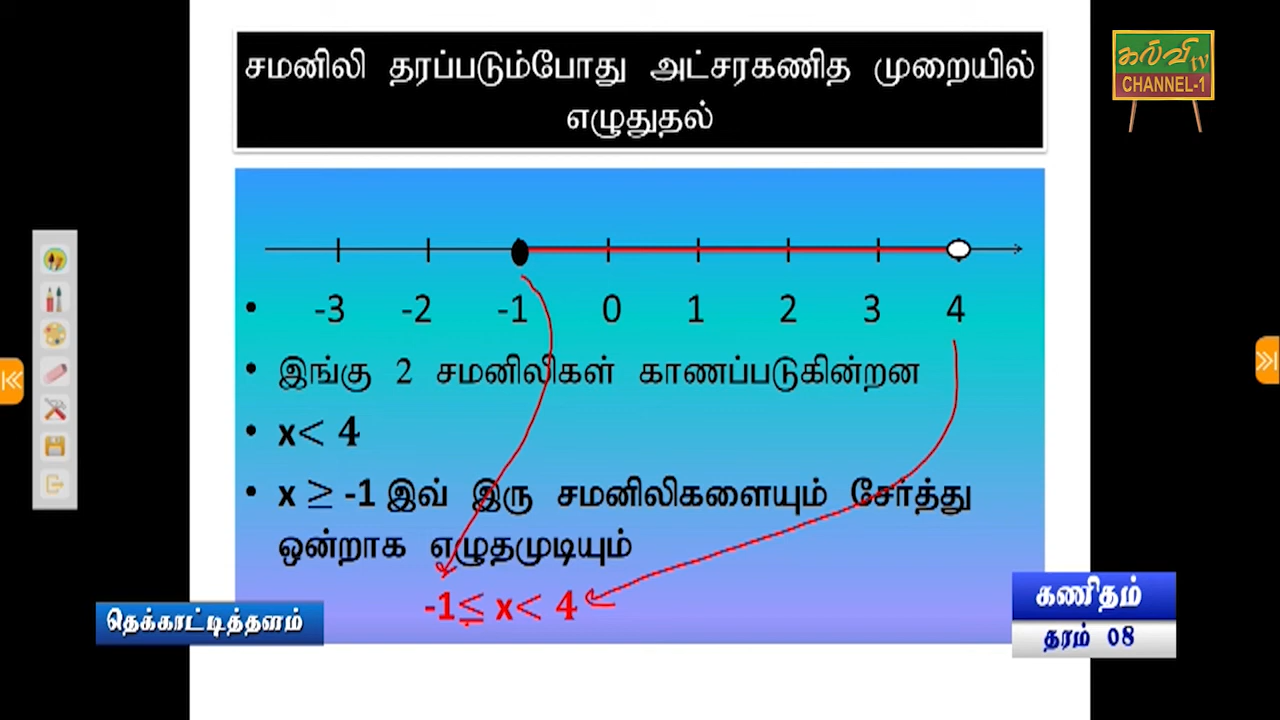 சமனிலி தரப்படும்போது அட்சரகணித முறையில்
எழுதுதல்
கல்வி TV
CHANNEL-1
• -3 -2 -1 0 1 2 3 4
• இங்கு 2 சமனிலிகள் காணப்படுகின்றன
• x< 4
• x ≥ -1 இவ் இரு சமனிலிகளையும் சேர்த்து
ஒன்றாக எழுதமுடியும்
-1≤ x< 4
தெக்காட்டித்தளம்
கணிதம்
தரம் 08